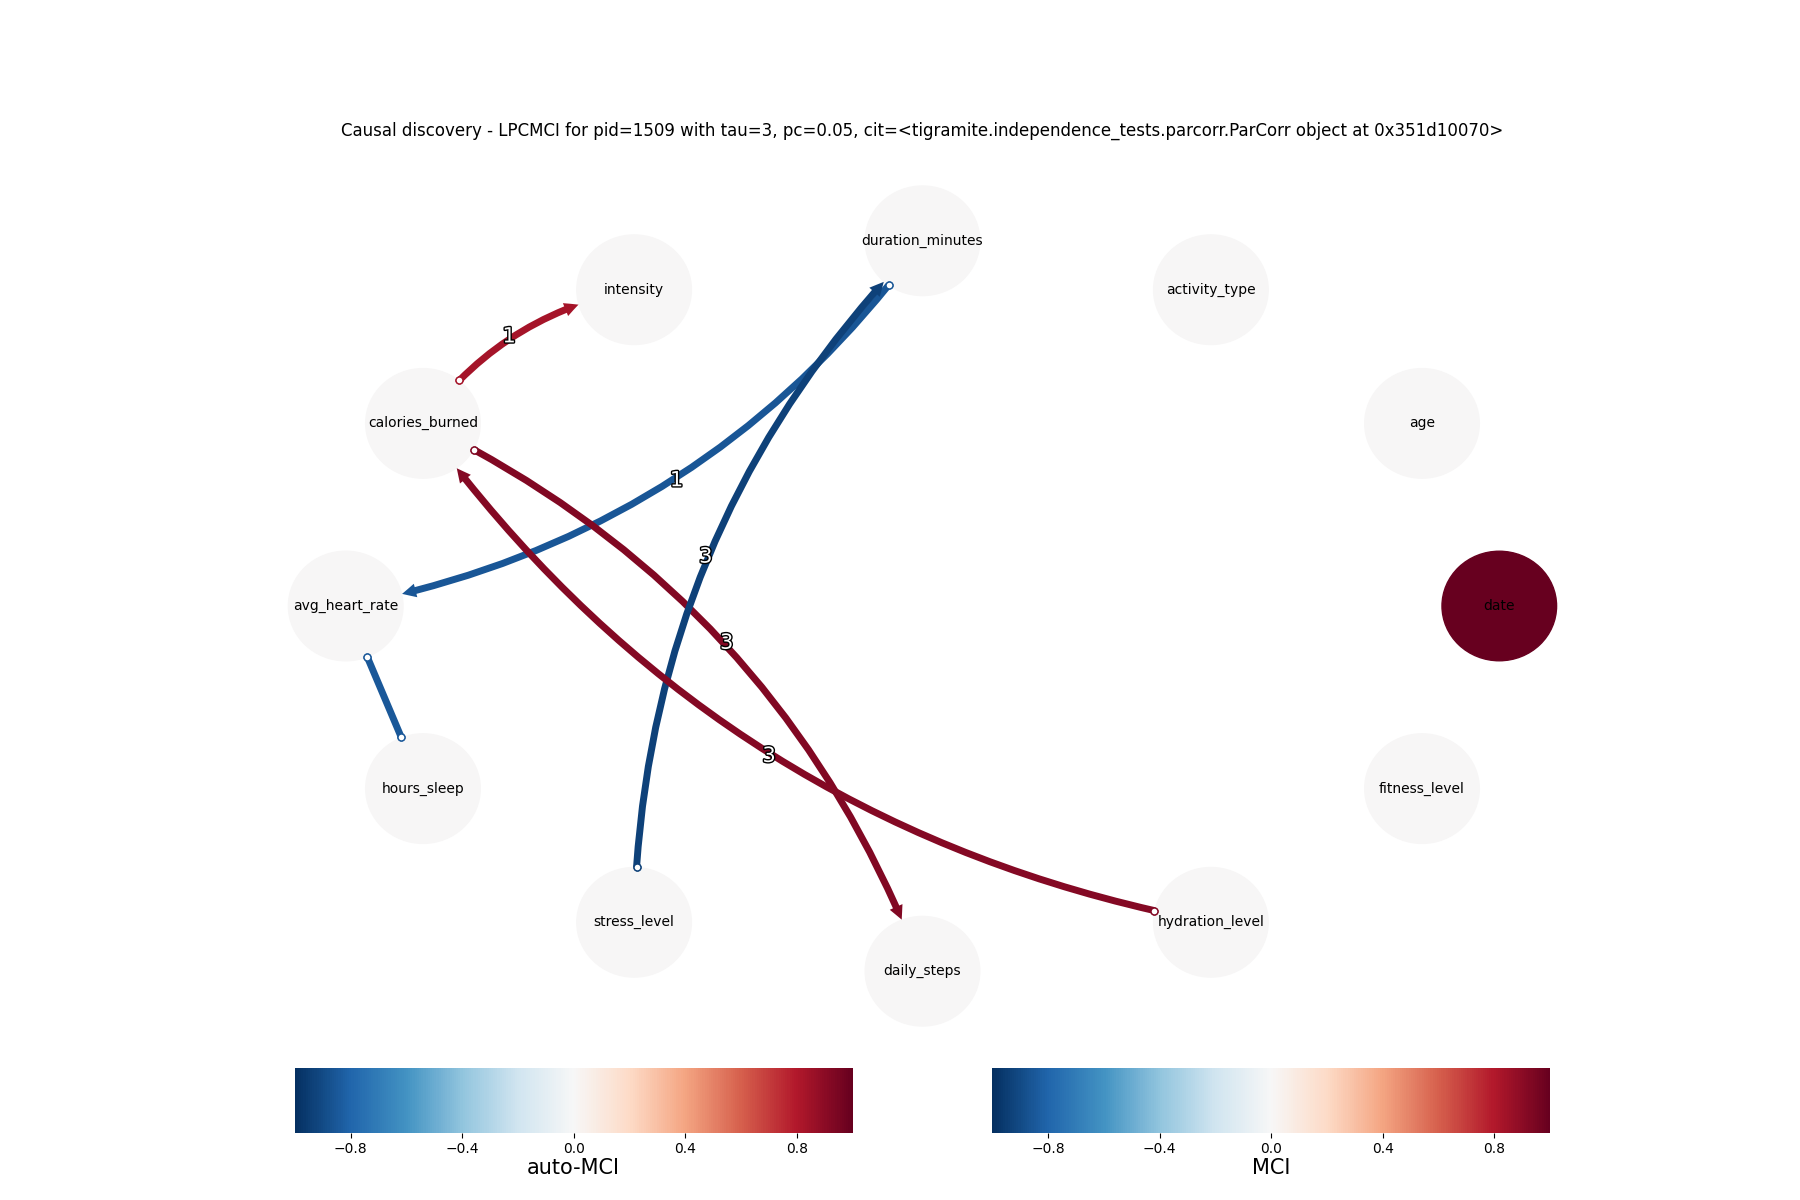 Causal discovery - LPCMCI for pid=1509 with tau=3, pc=0.05, cit=<tigramite.independence_tests.parcorr.ParCorr object at 0x351d10070>
duration_minutes
intensity
activity_type
1
calories_burned
age
1
3
avg_heart_rate
date
3
3
hours_sleep
fitness_level
stress_level
hydration_level
daily_steps
−0.8 −0.4 0.0 0.4 0.8
auto-MCI
−0.8 −0.4 0.0 0.4 0.8
MCI